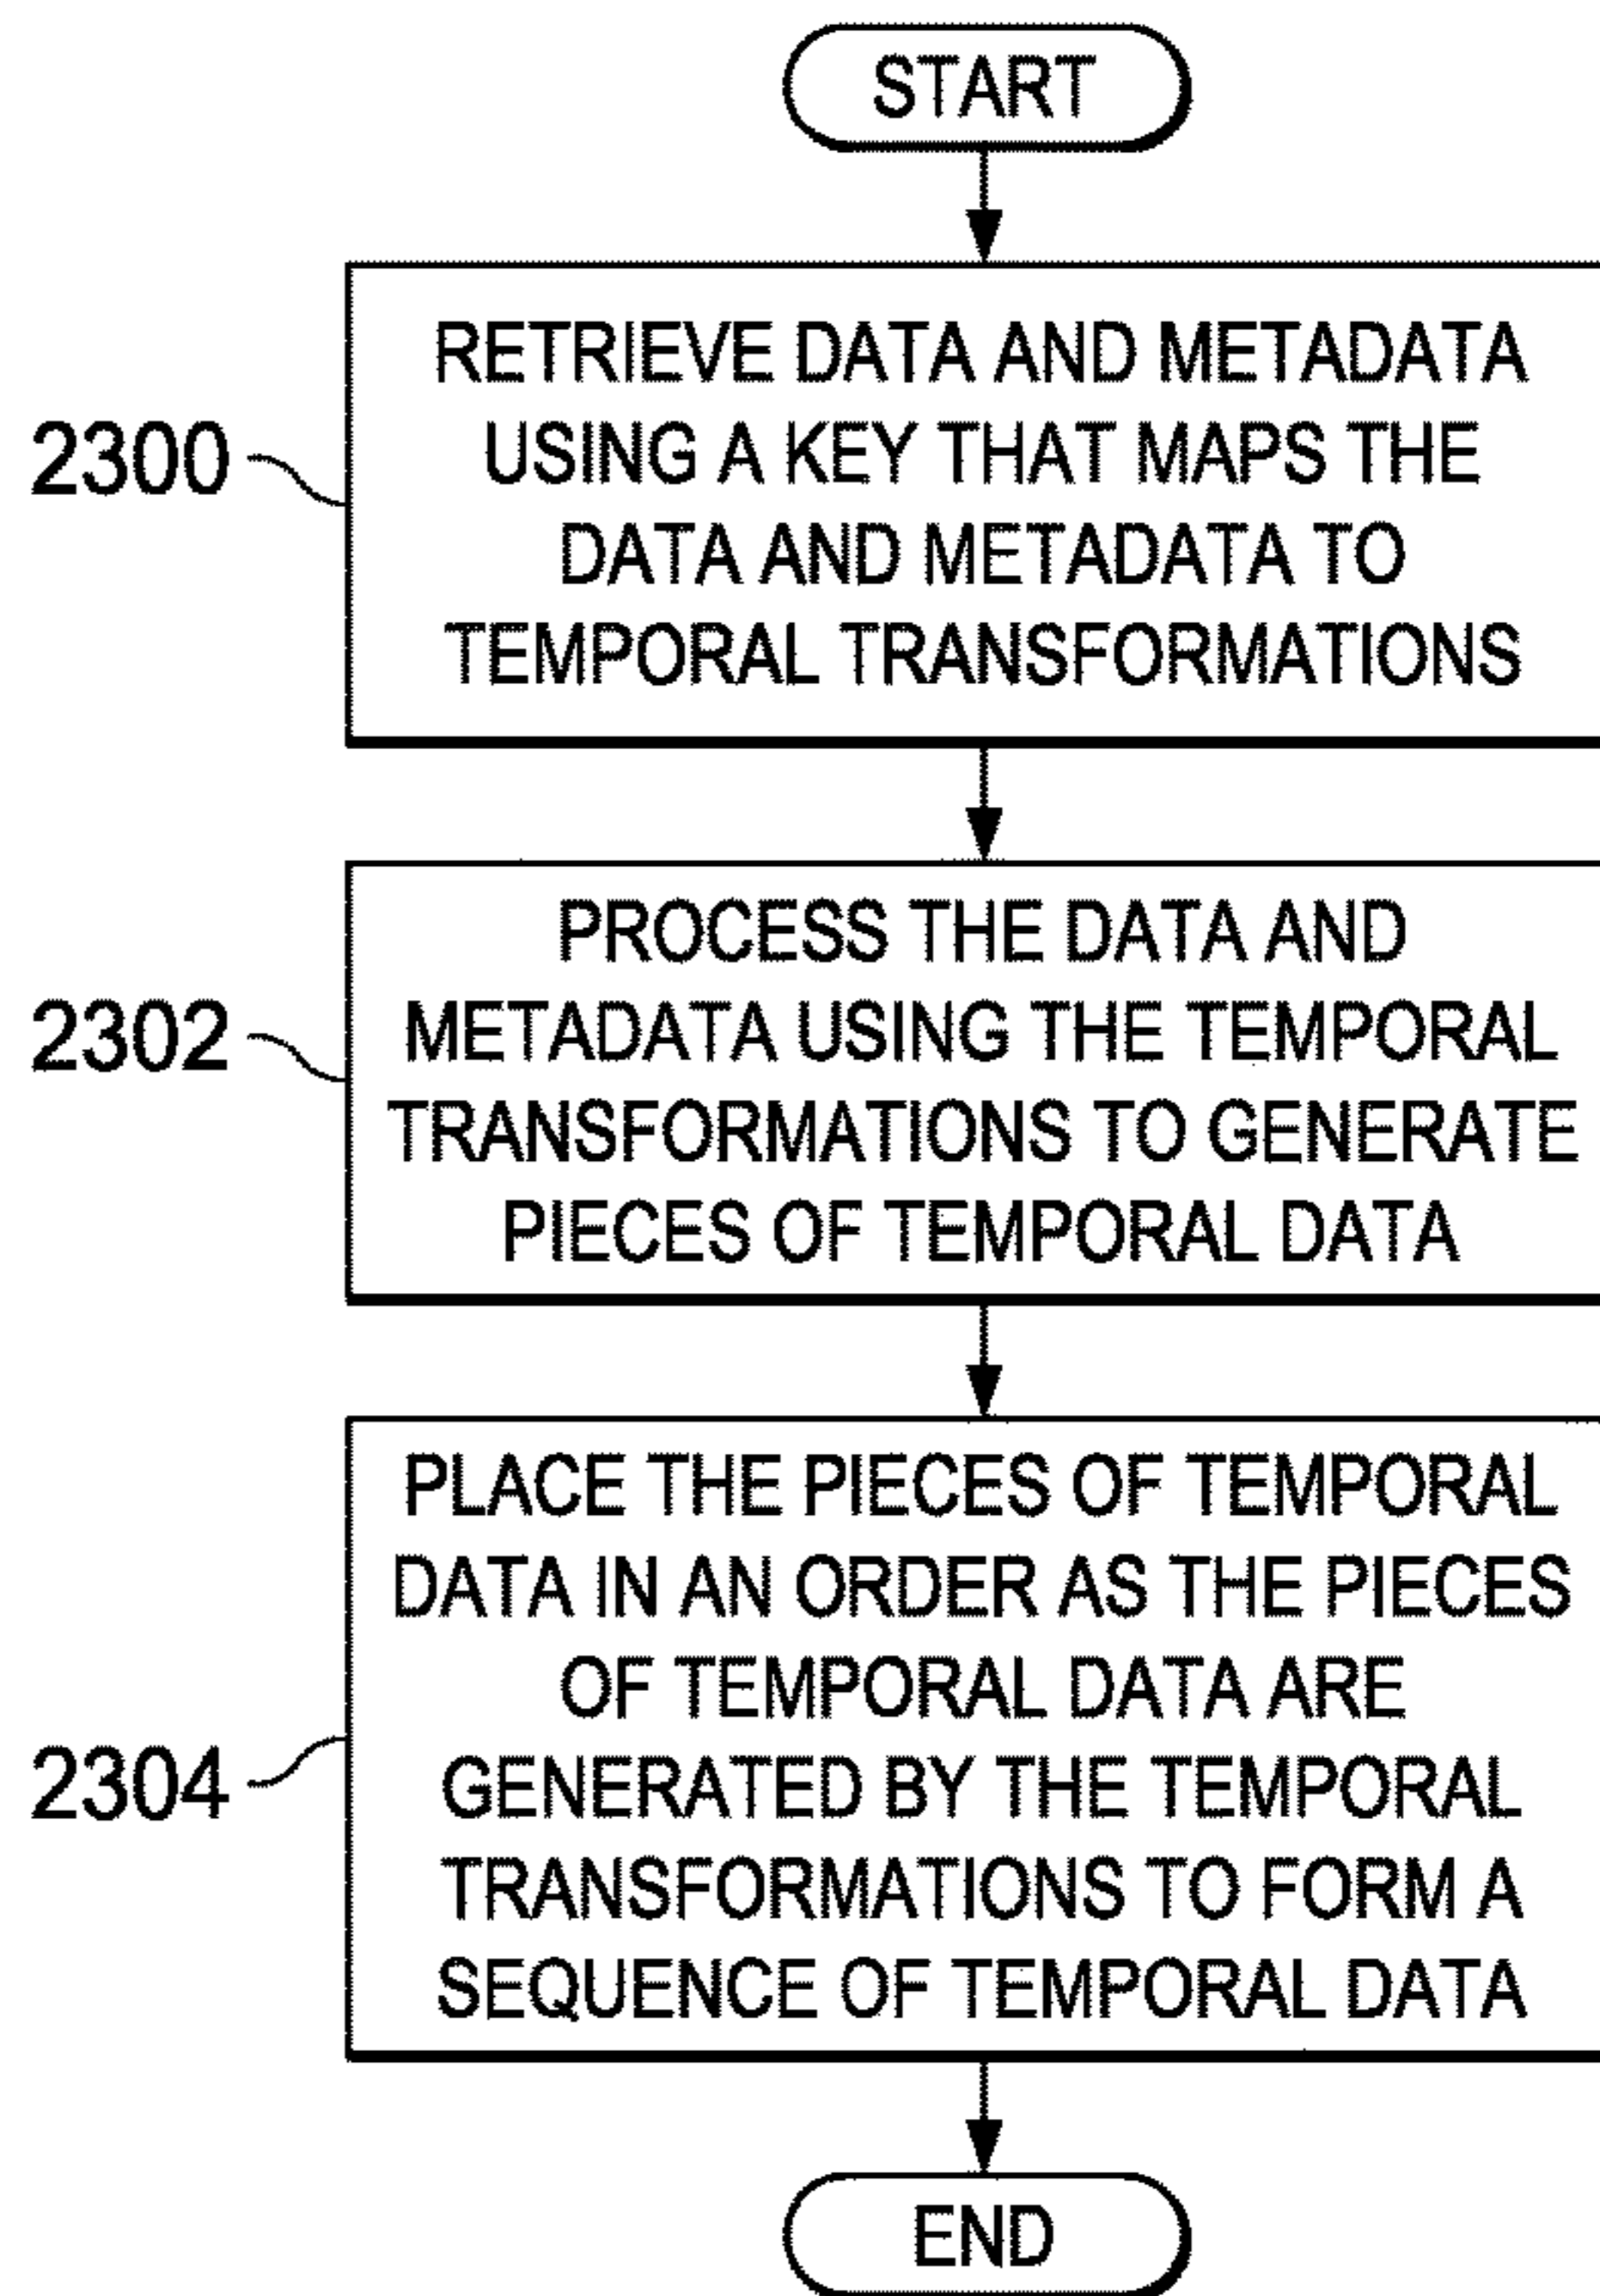 START
RETRIEVE DATA AND METADATA
USING A KEY THAT MAPS THE
DATA AND METADATA TO
TEMPORAL TRANSFORMATIONS
2300
PROCESS THE DATA AND
METADATA USING THE TEMPORAL
TRANSFORMATIONS TO GENERATE
PIECES OF TEMPORAL DATA
2302
PLACE THE PIECES OF TEMPORAL
DATA IN AN ORDER AS THE PIECES
OF TEMPORAL DATA ARE
GENERATED BY THE TEMPORAL
TRANSFORMATIONS TO FORM A
SEQUENCE OF TEMPORAL DATA
2304
END